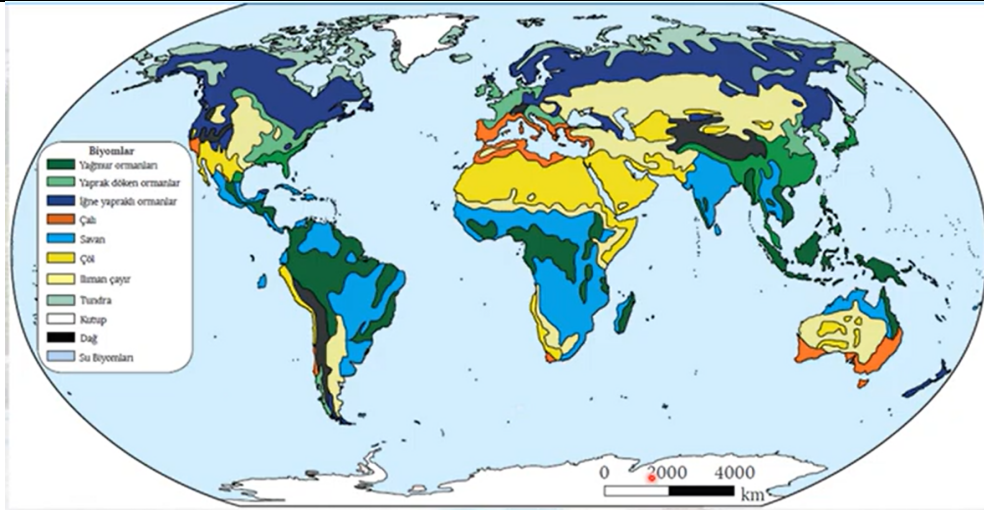 Biyomlar
Yağmur ormanları
Yaprak döken ormanlar
İğne yapraklı ormanlar
Çalı
Savan
Çöl
Ilıman çayır
Tundra
Kutup
Dağ
Su Biyomları
0 2000 4000
km